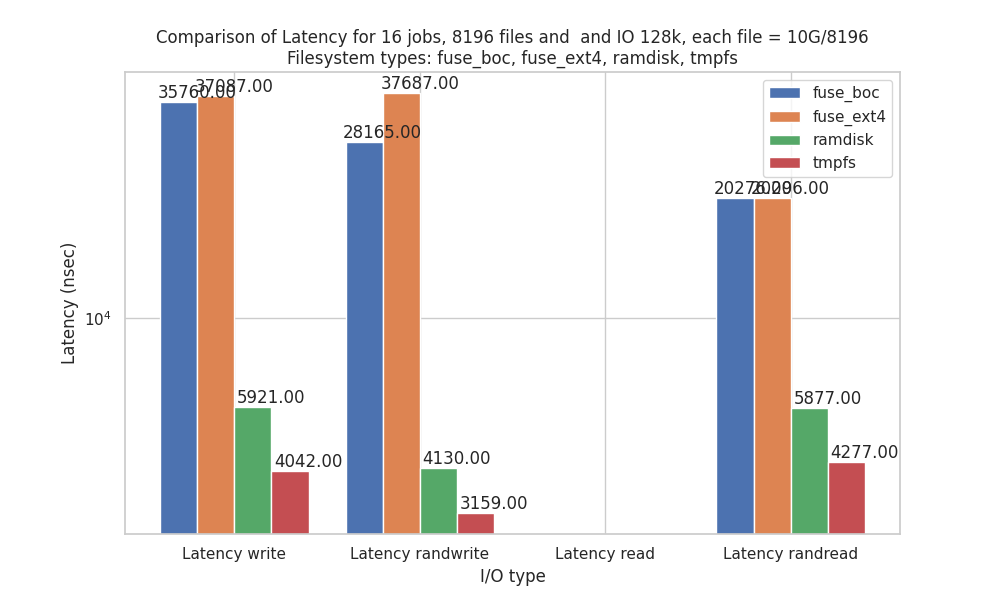 Comparison of Latency for 16 jobs, 8196 files and  and IO 128k, each file = 10G/8196
Filesystem types: fuse_boc, fuse_ext4, ramdisk, tmpfs
fuse_boc
fuse_ext4
ramdisk
tmpfs
35760.00
37087.00
5921.00
4042.00
28165.00
37687.00
4130.00
3159.00
20296.00
5877.00
4277.00
10⁴
Latency (nsec)
Latency write
Latency randwrite
Latency read
Latency randread
I/O type